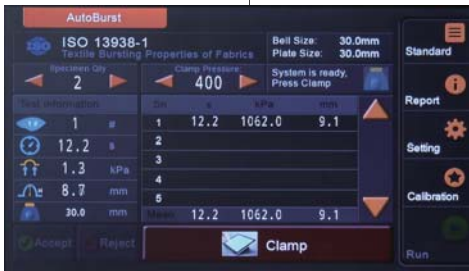 AutoBurst
ISO
ISO 13938-1
Textile Bursting Properties of Fabrics
Bell Size: 30.0mm
Plate Size: 30.0mm
Standard
Specimen Qty
2
Clamp Pressure
400
System is ready,
Press Clamp
Report
Test Information
1 #
12.2 s
1.3 kPa
8.7 mm
30.0 mm
Sn s kPa mm
1 12.2 1062.0 9.1
2
3
4
5
Mean 12.2 1062.0 9.1
Setting
Calibration
Accept
Reject
Clamp
Run